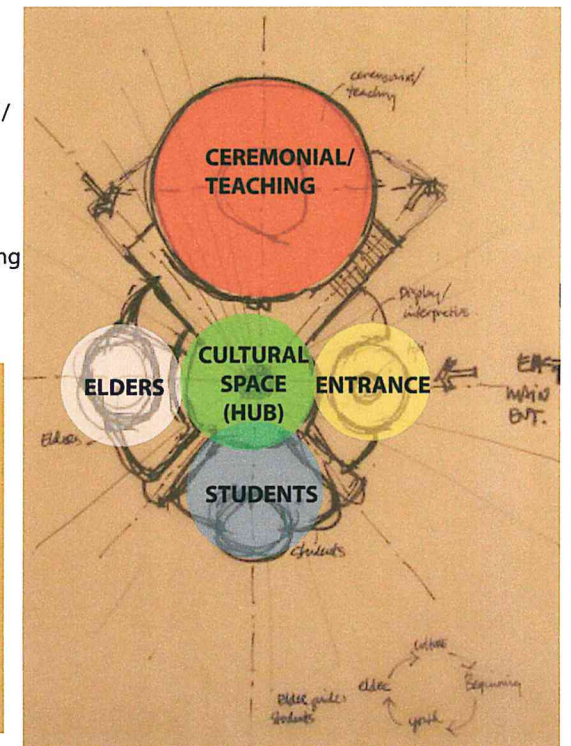 /
ng
ceremonial/
teaching
CEREMONIAL/
TEACHING
Display/
interpretive
ELDERS
CULTURAL
SPACE
(HUB)
ENTRANCE
EAST
MAIN
ENT.
Elders
STUDENTS
students
culture
elder
Beginning
youth
Elder guides
students